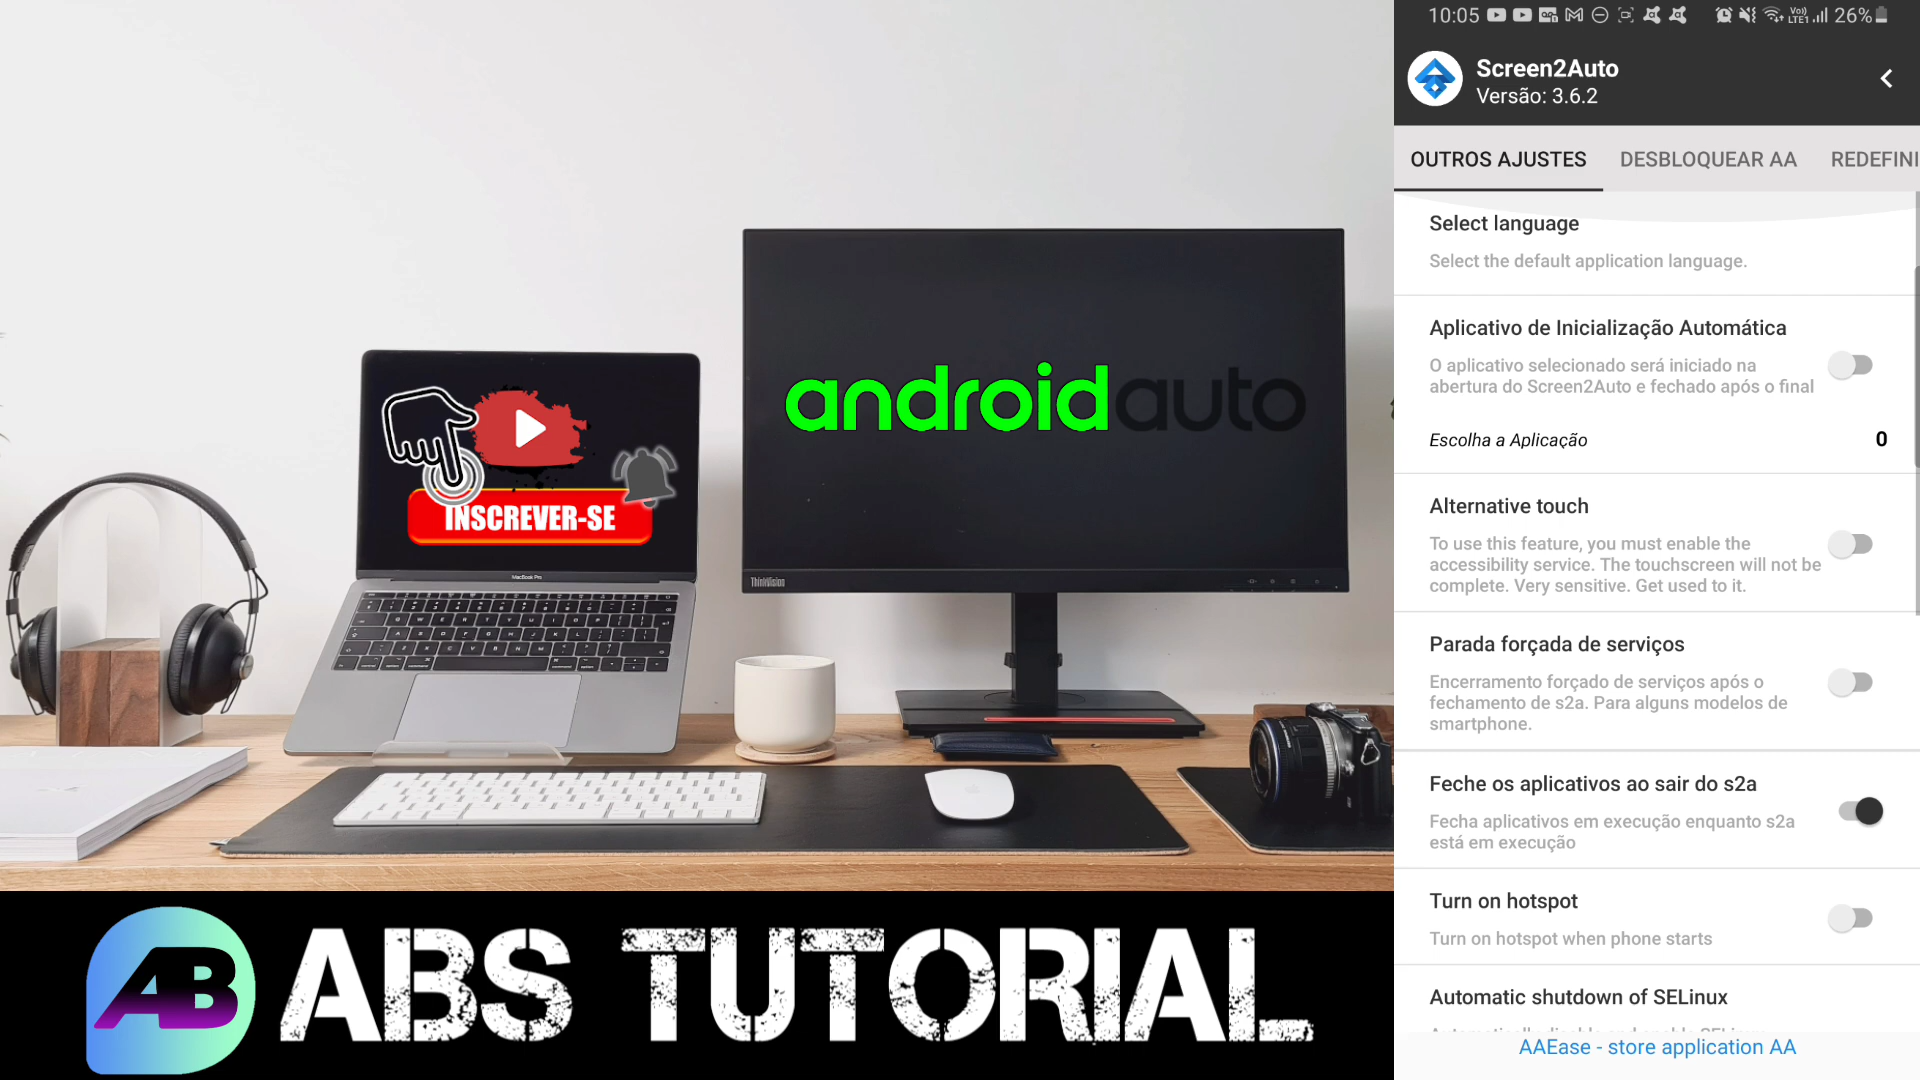 10:05
Vo))
LTE1
26%
Screen2Auto
Versão: 3.6.2
OUTROS AJUSTES
DESBLOQUEAR AA
REDEFINI
Select language
Select the default application language.
Aplicativo de Inicialização Automática
O aplicativo selecionado será iniciado na
abertura do Screen2Auto e fechado após o final
Escolha a Aplicação
0
Alternative touch
To use this feature, you must enable the
accessibility service. The touchscreen will not be
complete. Very sensitive. Get used to it.
Parada forçada de serviços
Encerramento forçado de serviços após o
fechamento de s2a. Para alguns modelos de
smartphone.
Feche os aplicativos ao sair do s2a
Fecha aplicativos em execução enquanto s2a
está em execução
Turn on hotspot
Turn on hotspot when phone starts
Automatic shutdown of SELinux
AAEase - store application AA
androidauto
INSCREVER-SE
MacBook Pro
ThinkVision
AB
ABS TUTORIAL